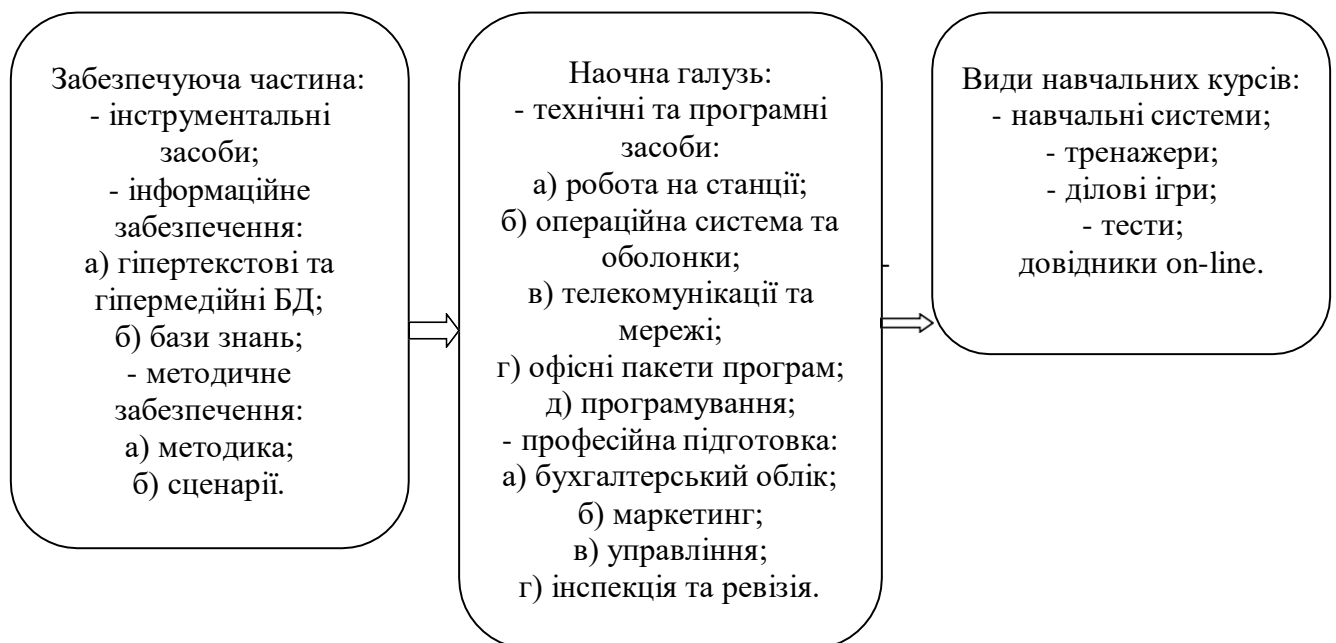 Забезпечуюча частина:
- інструментальні
засоби;
- інформаційне
забезпечення:
а) гіпертекстові та
гіпермедійні БД;
б) бази знань;
- методичне
забезпечення:
а) методика;
б) сценарії.
Наочна галузь:
- технічні та програмні
засоби:
а) робота на станції;
б) операційна система та
оболонки;
в) телекомунікації та
мережі;
г) офісні пакети програм;
д) програмування;
- професійна підготовка:
а) бухгалтерський облік;
б) маркетинг;
в) управління;
г) інспекція та ревізія.
-
Види навчальних курсів:
- навчальні системи;
- тренажери;
- ділові ігри;
- тести;
довідники on-line.